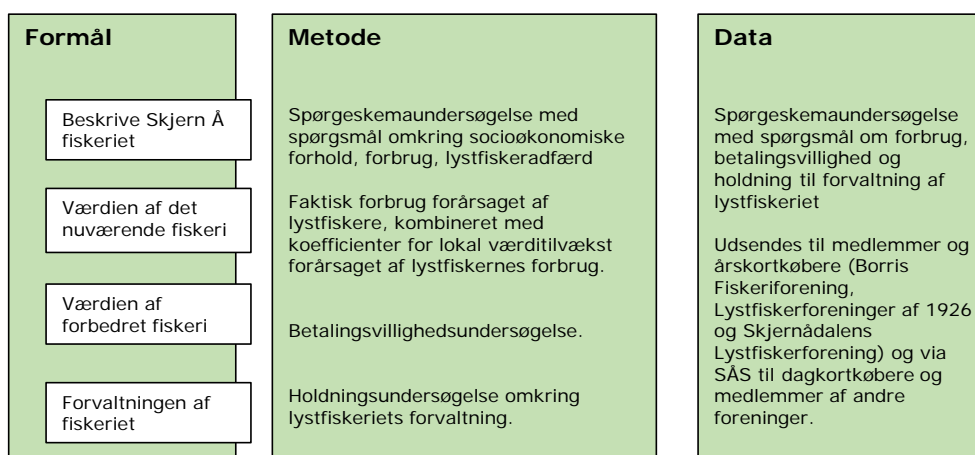 Formål
Beskrive Skjern Å
fiskeriet
Værdien af det
nuværende fiskeri
Værdien af
forbedret fiskeri
Forvaltningen af
fiskeriet
Metode
Spørgeskemaundersøgelse med
spørgsmål omkring socioøkonomiske
forhold, forbrug, lystfiskeradfærd
Faktisk forbrug forårsaget af
lystfiskere, kombineret med
koefficienter for lokal værditilvækst
forårsaget af lystfiskernes forbrug.
Betalingsvillighedsundersøgelse.
Holdningsundersøgelse omkring
lystfiskeriets forvaltning.
Data
Spørgeskemaundersøgelse
med spørgsmål om forbrug,
betalingsvillighed og
holdning til forvaltning af
lystfiskeriet
Udsendes til medlemmer og
årskortkøbere (Borris
Fiskeriforening,
Lystfiskerforeninger af 1926
og Skjernådalens
Lystfiskerforening) og via
SÅS til dagkortkøbere og
medlemmer af andre
foreninger.